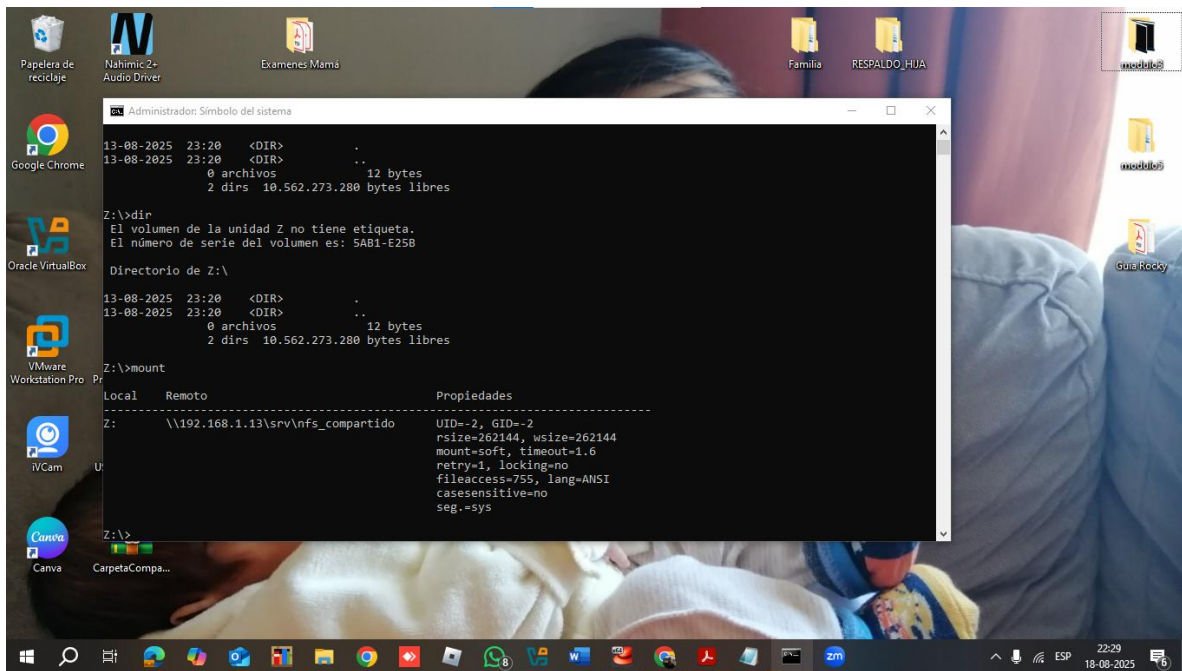 Papelera de
reciclaje
Nahimic 2+
Audio Driver
Examenes Mamá
Familia
RESPALDO_HIJA
modulo3
Administrador: Símbolo del sistema
13-08-2025 23:20 <DIR> .
13-08-2025 23:20 <DIR> ..
0 archivos 12 bytes
2 dirs 10.562.273.280 bytes libres
Google Chrome
modulo5
Z:\>dir
El volumen de la unidad Z no tiene etiqueta.
El número de serie del volumen es: 5AB1-E25B
Oracle VirtualBox
Guia Rocky
Directorio de Z:\
13-08-2025 23:20 <DIR> .
13-08-2025 23:20 <DIR> ..
0 archivos 12 bytes
2 dirs 10.562.273.280 bytes libres
VMware
Workstation Pro
Z:\>mount
Local Remoto Propiedades
-------------------------------------------------------------------------------
Z: \\192.168.1.13\srv\nfs_compartido UID=-2, GID=-2
rsize=262144, wsize=262144
mount=soft, timeout=1.6
retry=1, locking=no
fileaccess=755, lang=ANSI
casesensitive=no
seg.=sys
iVCam
Z:\>
Canva
Canva
CarpetaCompa...
8
zm
ESP
22:29
18-08-2025
6